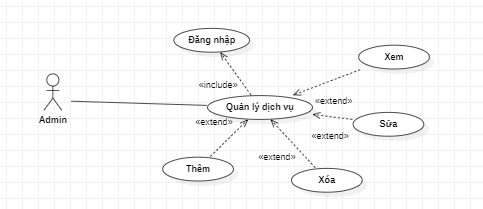 Đăng nhập
Xem
«include»
Quản lý dịch vụ
«extend»
Admin
«extend»
Sửa
«extend»
«extend»
Thêm
Xóa